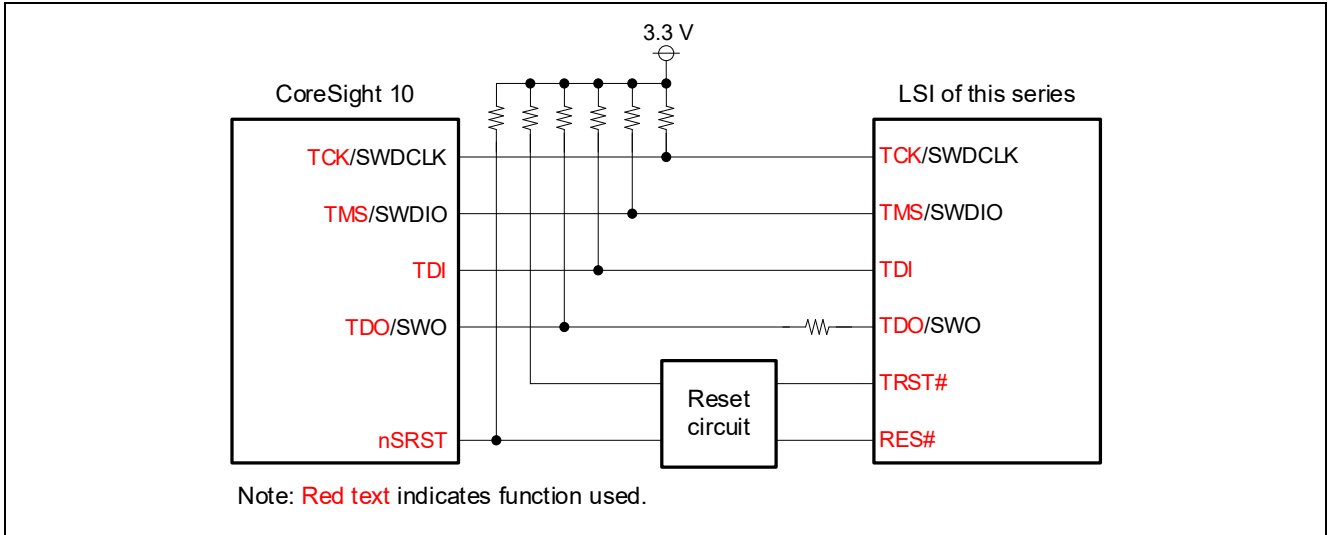 3.3 V
CoreSight 10
LSI of this series
TCK/SWDCLK
TCK/SWDCLK
TMS/SWDIO
TMS/SWDIO
TDI
TDI
TDO/SWO
TDO/SWO
Reset
circuit
TRST#
nSRST
RES#
Note: Red text indicates function used.